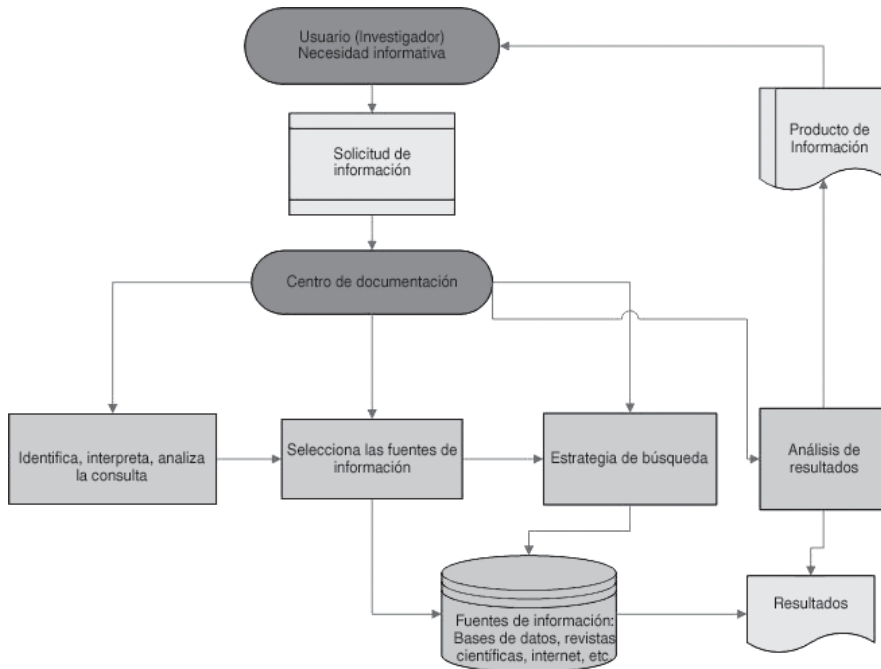 Usuario (Investigador)
Necesidad informativa
Producto de
Información
Solicitud de
información
Centro de documentación
Identifica, interpreta, analiza
la consulta
Selecciona las fuentes de
información
Estrategia de búsqueda
Análisis de
resultados
Fuentes de información:
Bases de datos, revistas
científicas, internet, etc
Resultados